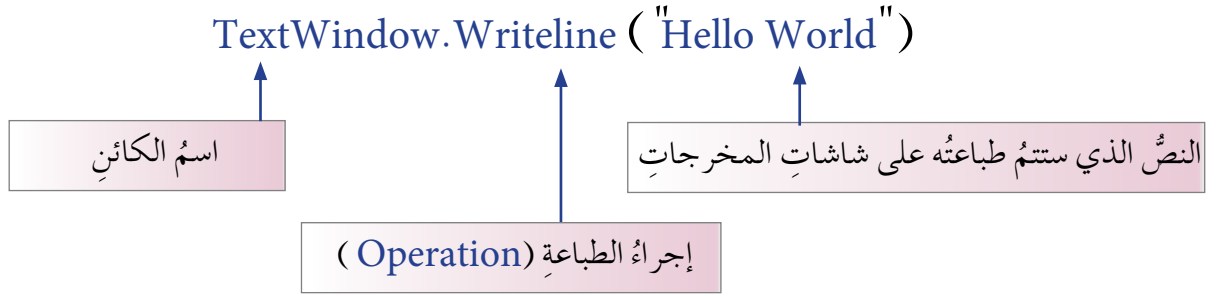 TextWindow.Writeline ("Hello World")
النصُّ الذي ستتمُ طباعتُه على شاشاتِ المخرجاتِ
اسمُ الكائنِ
إجراءُ الطباعةِ (Operation)